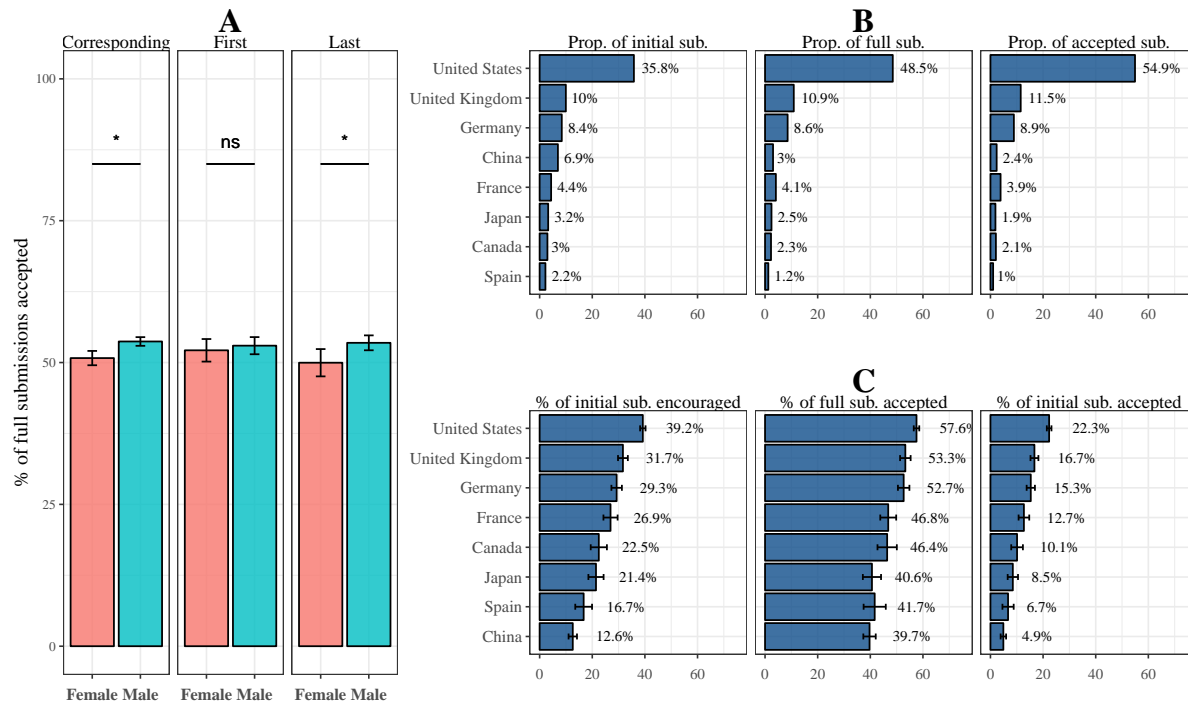 A
Corresponding
First
Last
% of full submissions accepted
100
75
50
25
0
*
ns
*
Female Male
Female Male
Female Male
B
Prop. of initial sub.
Prop. of full sub.
Prop. of accepted sub.
United States 35.8% 48.5% 54.9%
United Kingdom 10% 10.9% 11.5%
Germany 8.4% 8.6% 8.9%
China 6.9% 3% 2.4%
France 4.4% 4.1% 3.9%
Japan 3.2% 2.5% 1.9%
Canada 3% 2.3% 2.1%
Spain 2.2% 1.2% 1%
0 20 40 60 0 20 40 60 0 20 40 60
C
% of initial sub. encouraged
% of full sub. accepted
% of initial sub. accepted
United States 39.2% 57.6% 22.3%
United Kingdom 31.7% 53.3% 16.7%
Germany 29.3% 52.7% 15.3%
France 26.9% 46.8% 12.7%
Canada 22.5% 46.4% 10.1%
Japan 21.4% 40.6% 8.5%
Spain 16.7% 41.7% 6.7%
China 12.6% 39.7% 4.9%
0 20 40 60 0 20 40 60 0 20 40 60